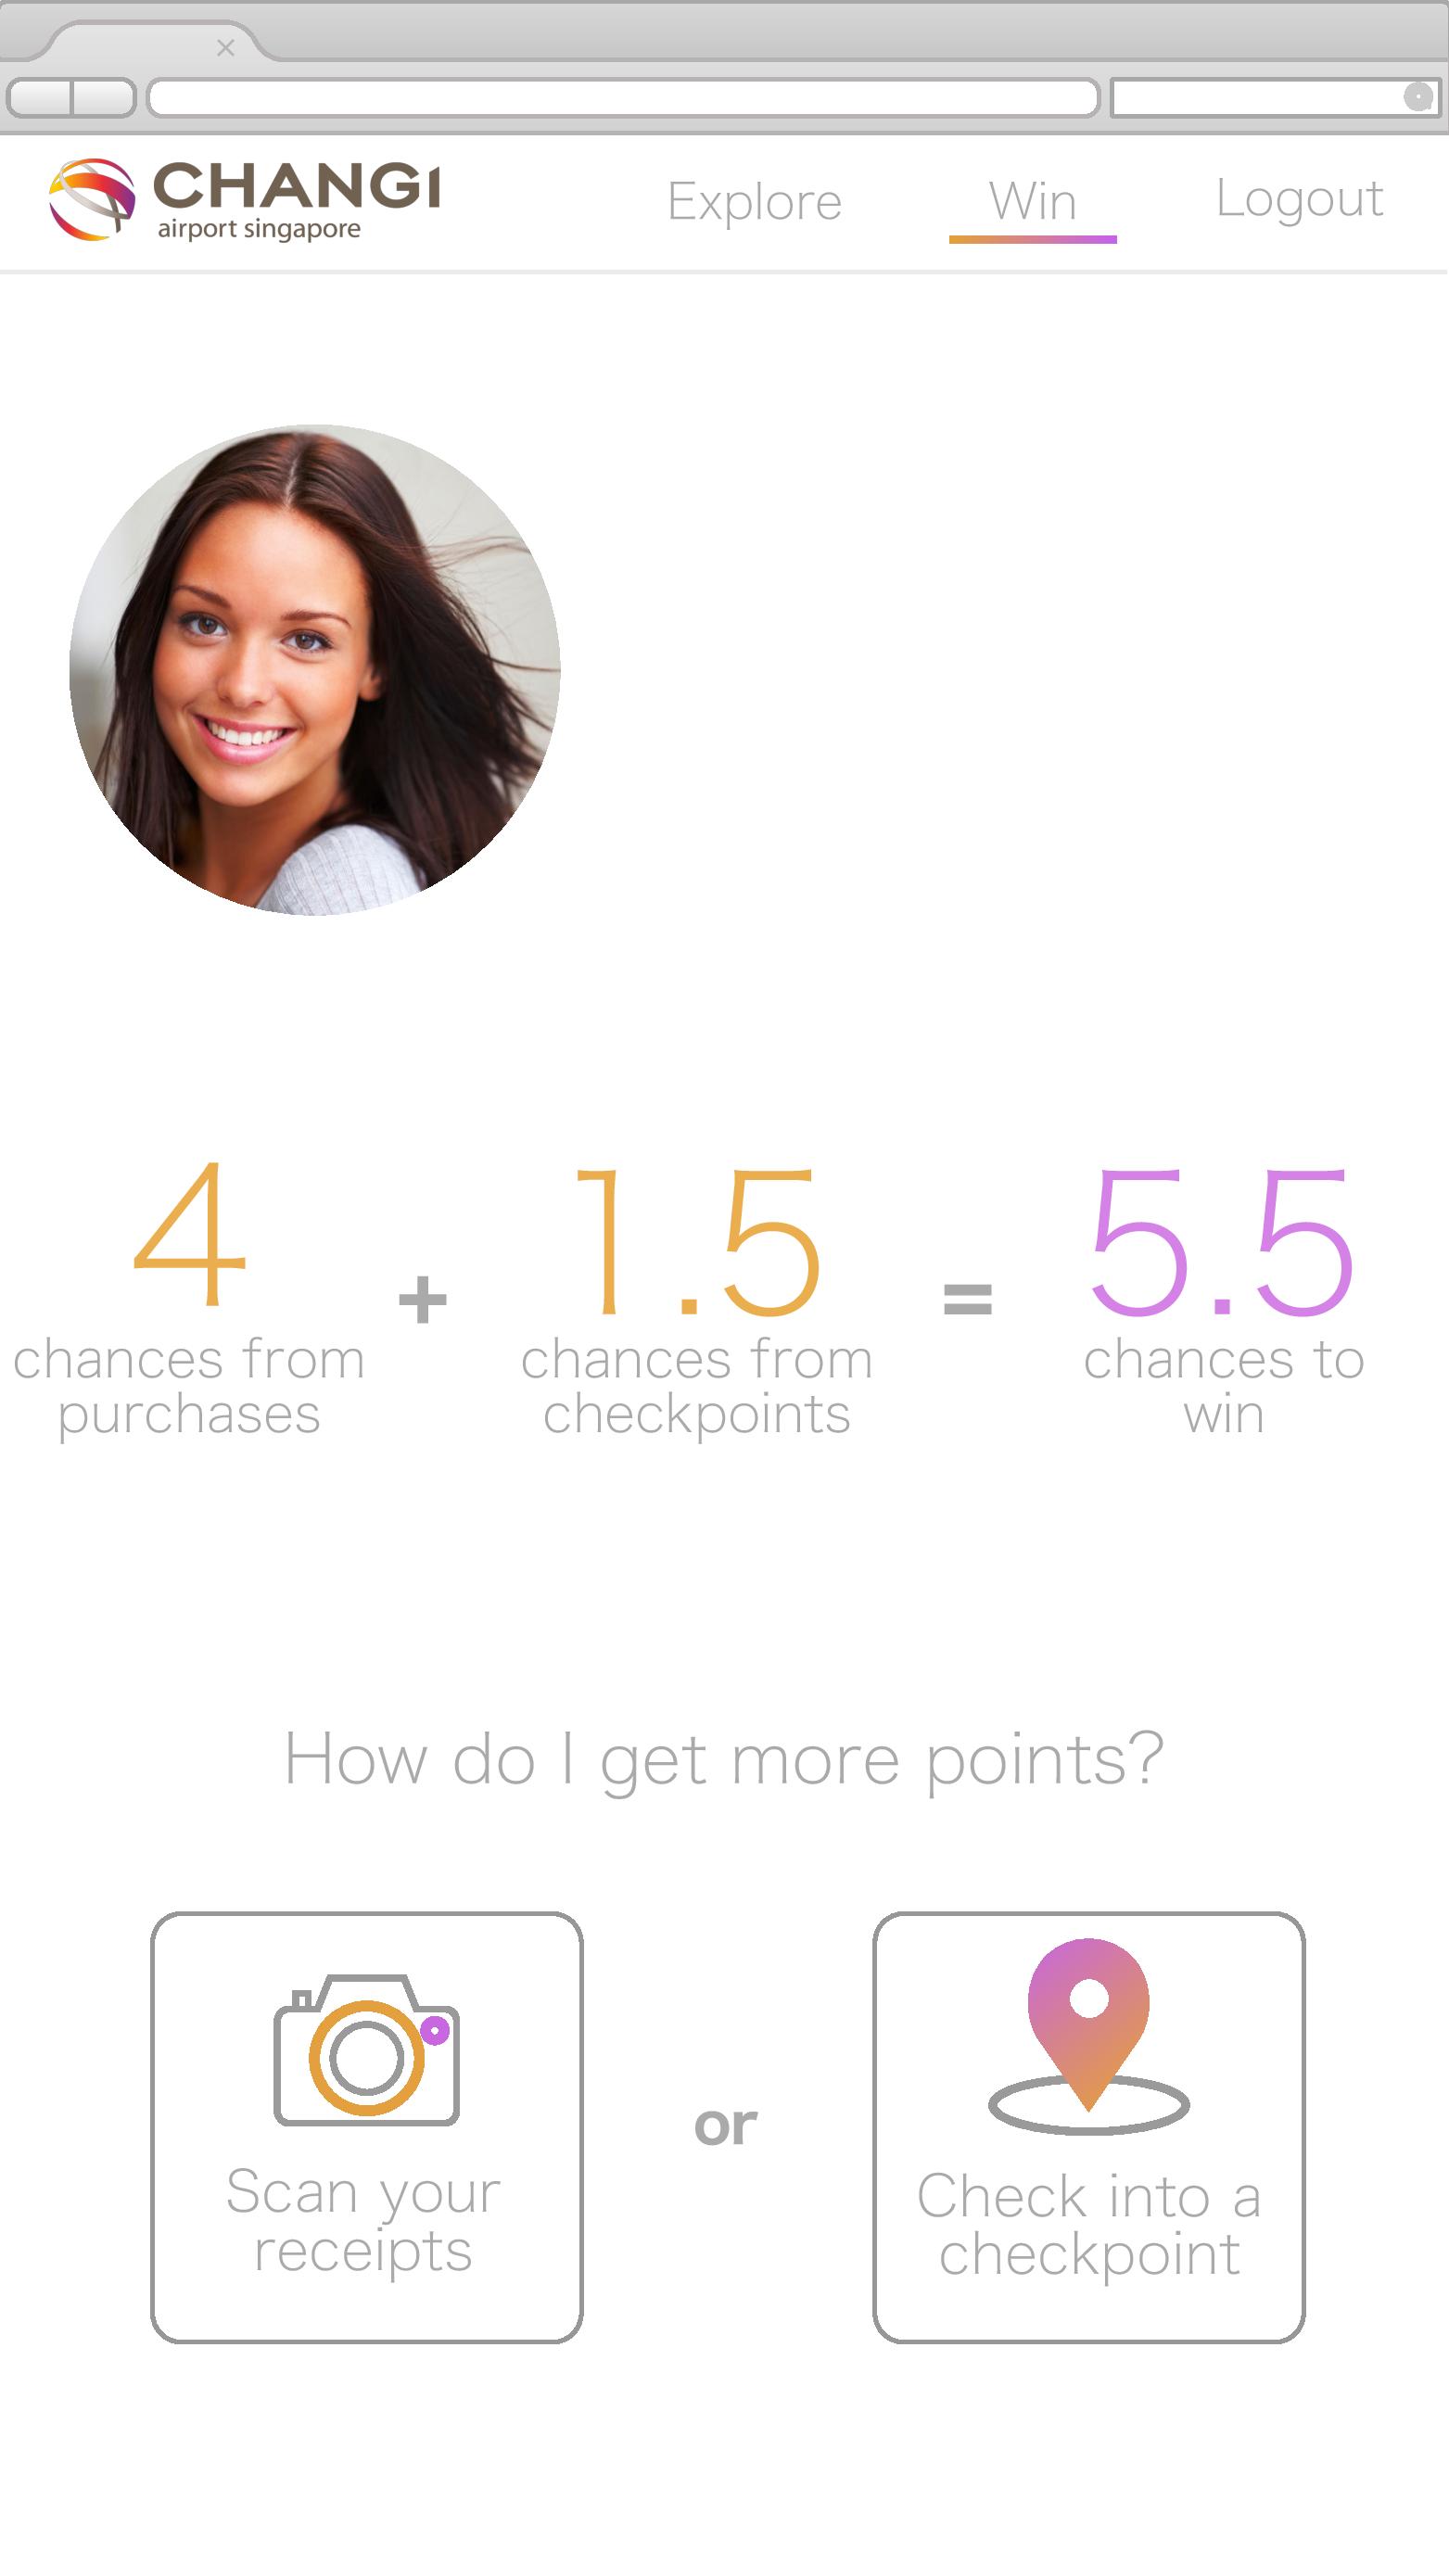 CHANGI
airport singapore
Explore
Win
Logout
4
chances from
purchases
+
1.5
chances from
checkpoints
=
5.5
chances to
win
How do I get more points?
Scan your
receipts
or
Check into a
checkpoint